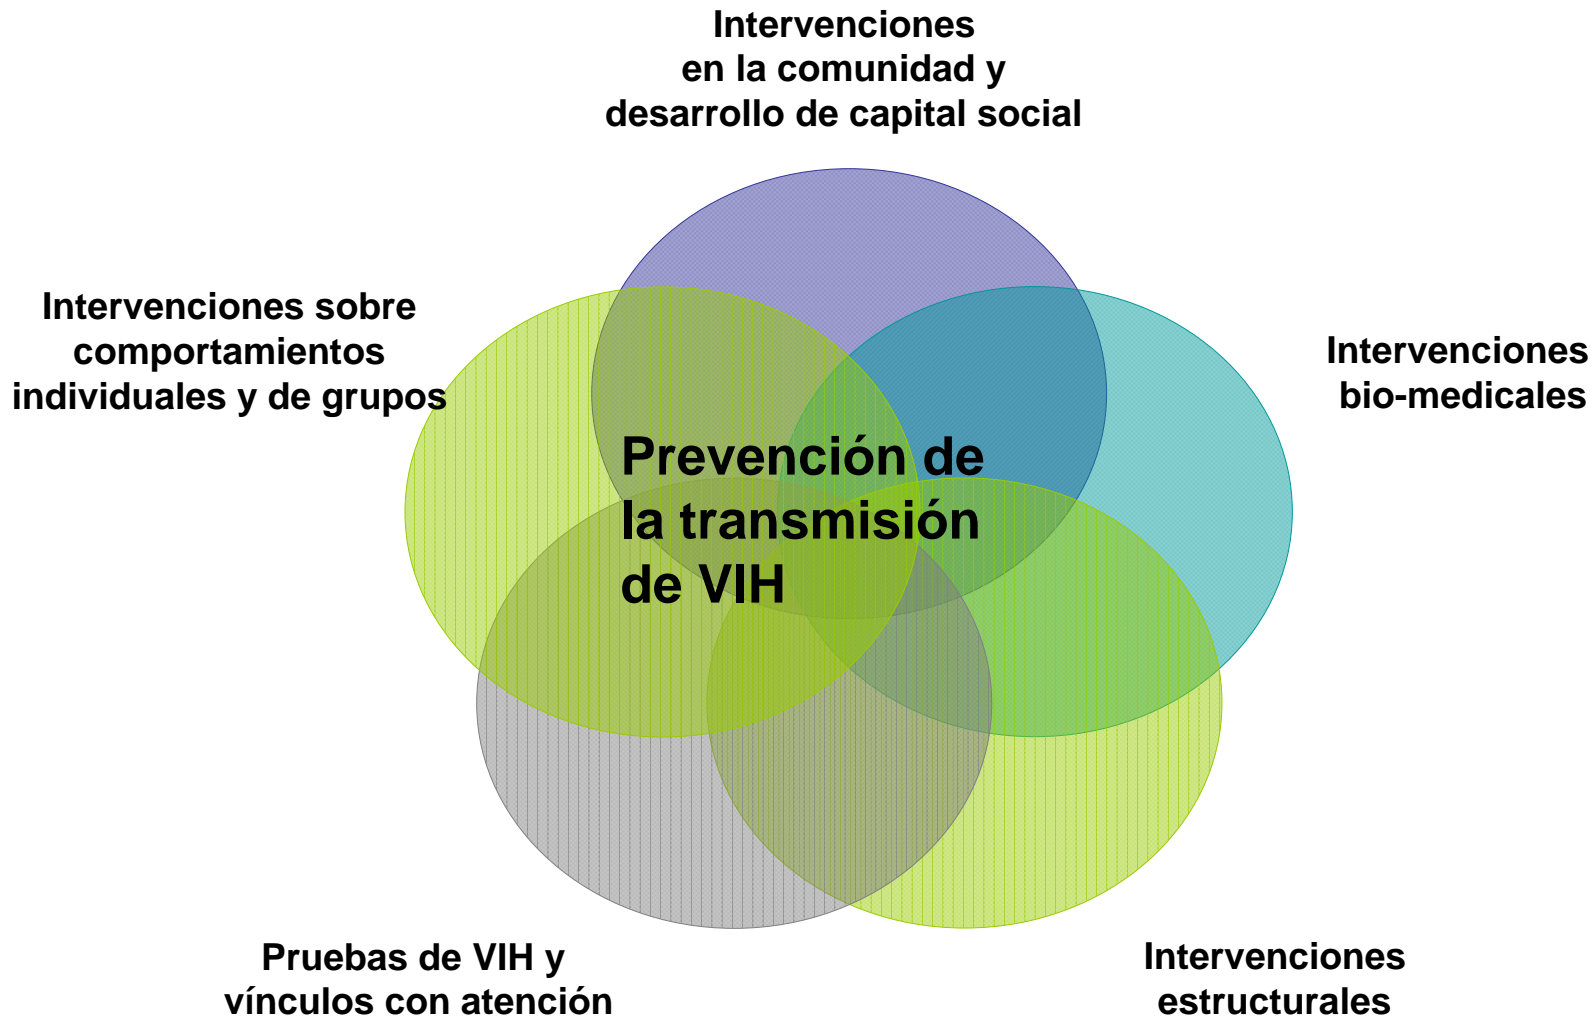 Intervenciones
en la comunidad y
desarrollo de capital social
Intervenciones sobre
comportamientos
individuales y de grupos
Intervenciones
bio-medicales
Prevención de
la transmisión
de VIH
Pruebas de VIH y
vínculos con atención
Intervenciones
estructurales